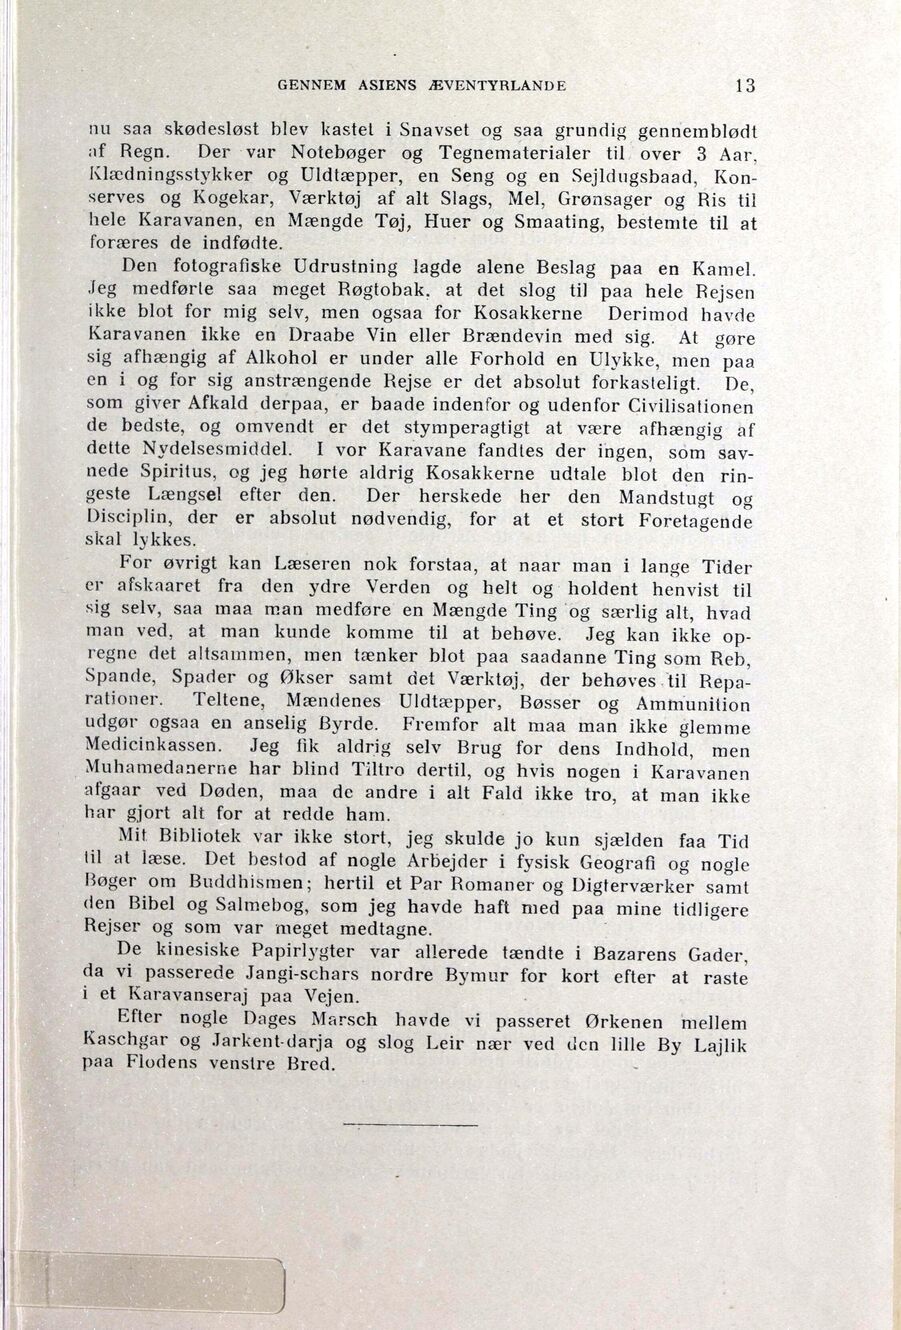 GENNEM ASIENS ÆVENTYRLANDE 13
nu saa skødesløst blev kastet i Snavset og saa grundig gennemblødt
af Regn. Der var Notebøger og Tegnematerialer til over 3 Aar,
Klædningsstykker og Uldtæpper, en Seng og en Sejldugsbaad, Kon-
serves og Kogekar, Værktøj af alt Slags, Mel, Grønsager og Ris til
hele Karavanen, en Mængde Tøj, Huer og Smaating, bestemte til at
foræres de indfødte.
Den fotografiske Udrustning lagde alene Beslag paa en Kamel.
Jeg medførte saa meget Røgtobak, at det slog til paa hele Rejsen
ikke blot for mig selv, men ogsaa for Kosakkerne Derimod havde
Karavanen ikke en Draabe Vin eller Brændevin med sig. At gøre
sig afhængig af Alkohol er under alle Forhold en Ulykke, men paa
en i og for sig anstrængende Rejse er det absolut forkasteligt. De,
som giver Afkald derpaa, er baade indenfor og udenfor Civilisationen
de bedste, og omvendt er det stymperagtigt at være afhængig af
dette Nydelsesmiddel. I vor Karavane fandtes der ingen, som sav-
nede Spiritus, og jeg hørte aldrig Kosakkerne udtale blot den rin-
geste Længsel efter den. Der herskede her den Mandstugt og
Disciplin, der er absolut nødvendig, for at et stort Foretagende
skal lykkes.
For øvrigt kan Læseren nok forstaa, at naar man i lange Tider
er afskaaret fra den ydre Verden og helt og holdent henvist til
sig selv, saa maa man medføre en Mængde Ting og særlig alt, hvad
man ved, at man kunde komme til at behøve. Jeg kan ikke op-
regne det altsammen, men tænker blot paa saadanne Ting som Reb,
Spande, Spader og Økser samt det Værktøj, der behøves til Repa-
rationer. Teltene, Mændenes Uldtæpper, Bøsser og Ammunition
udgør ogsaa en anselig Byrde. Fremfor alt maa man ikke glemme
Medicinkassen. Jeg fik aldrig selv Brug for dens Indhold, men
Muhamedanerne har blind Tiltro dertil, og hvis nogen i Karavanen
afgaar ved Døden, maa de andre i alt Fald ikke tro, at man ikke
har gjort alt for at redde ham.
Mit Bibliotek var ikke stort, jeg skulde jo kun sjælden faa Tid
til at læse. Det bestod af nogle Arbejder i fysisk Geografi og nogle
Bøger om Buddhismen; hertil et Par Romaner og Digterværker samt
den Bibel og Salmebog, som jeg havde haft med paa mine tidligere
Rejser og som var meget medtagne.
De kinesiske Papirlygter var allerede tændte i Bazarens Gader,
da vi passerede Jangi-schars nordre Bymur for kort efter at raste
i et Karavanseraj paa Vejen.
Efter nogle Dages Marsch havde vi passeret Ørkenen mellem
Kaschgar og Jarkent-darja og slog Leir nær ved den lille By Lajlik
paa Flodens venstre Bred.